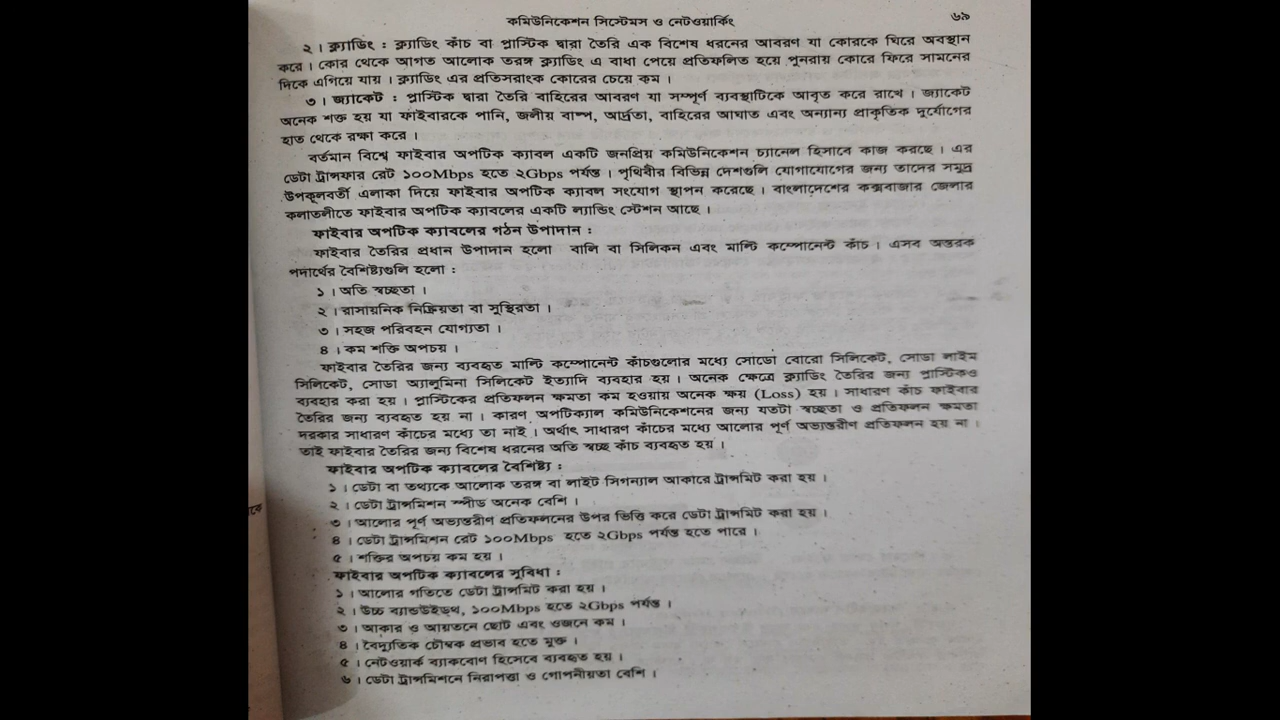 কমিউনিকেশন সিস্টেমস ও নেটওয়ার্কিং ৬৯
২। ক্ল্যাডিং : ক্ল্যাডিং কাঁচ বা প্লাস্টিক দ্বারা তৈরি এক বিশেষ ধরনের আবরণ যা কোরকে ঘিরে অবস্থান
করে। কোর থেকে আগত আলোক তরঙ্গ ক্ল্যাডিং এ বাধা পেয়ে প্রতিফলিত হয়ে পুনরায় কোরে ফিরে সামনের
দিকে এগিয়ে যায়। ক্ল্যাডিং এর প্রতিসরাংক কোরের চেয়ে কম।
৩। জ্যাকেট : প্লাস্টিক দ্বারা তৈরি বাহিরের আবরণ যা সম্পূর্ণ ব্যবস্থাটিকে আবৃত করে রাখে। জ্যাকেট
অনেক শক্ত হয় যা ফাইবারকে পানি, জলীয় বাষ্প, আর্দ্রতা, বাহিরের আঘাত এবং অন্যান্য প্রাকৃতিক দুর্যোগের
হাত থেকে রক্ষা করে।
বর্তমান বিশ্বে ফাইবার অপটিক ক্যাবল একটি জনপ্রিয় কমিউনিকেশন চ্যানেল হিসাবে কাজ করছে। এর
ডেটা ট্রান্সফার রেট ১০০Mbps হতে ২Gbps পর্যন্ত। পৃথিবীর বিভিন্ন দেশগুলি যোগাযোগের জন্য তাদের সমুদ্র
উপকূলবর্তী এলাকা দিয়ে ফাইবার অপটিক ক্যাবল সংযোগ স্থাপন করেছে। বাংলাদেশের কক্সবাজার জেলার
কলাতলীতে ফাইবার অপটিক ক্যাবলের একটি ল্যান্ডিং স্টেশন আছে।
ফাইবার অপটিক ক্যাবলের গঠন উপাদান :
ফাইবার তৈরির প্রধান উপাদান হলো বালি বা সিলিকন এবং মাল্টি কম্পোনেন্ট কাঁচ। এসব অন্তরক
পদার্থের বৈশিষ্ট্যগুলি হলো :
১। অতি স্বচ্ছতা।
২। রাসায়নিক নিষ্ক্রিয়তা বা সুস্থিরতা।
৩। সহজ পরিবহন যোগ্যতা।
৪। কম শক্তি অপচয়।
ফাইবার তৈরির জন্য ব্যবহৃত মাল্টি কম্পোনেন্ট কাঁচগুলোর মধ্যে সোডো বোরো সিলিকেট, সোডা লাইম
সিলিকেট, সোডা অ্যালুমিনা সিলিকেট ইত্যাদি ব্যবহার হয়। অনেক ক্ষেত্রে ক্ল্যাডিং তৈরির জন্য প্লাস্টিকও
ব্যবহার করা হয়। প্লাস্টিকের প্রতিফলন ক্ষমতা কম হওয়ায় অনেক ক্ষয় (Loss) হয়। সাধারণ কাঁচ ফাইবার
তৈরির জন্য ব্যবহৃত হয় না। কারণ অপটিক্যাল কমিউনিকেশনের জন্য যতটা স্বচ্ছতা ও প্রতিফলন ক্ষমতা
দরকার সাধারণ কাঁচের মধ্যে তা নাই। অর্থাৎ সাধারণ কাঁচের মধ্যে আলোর পূর্ণ অভ্যন্তরীণ প্রতিফলন হয় না।
তাই ফাইবার তৈরির জন্য বিশেষ ধরনের অতি স্বচ্ছ কাঁচ ব্যবহৃত হয়।
ফাইবার অপটিক ক্যাবলের বৈশিষ্ট্য :
১। ডেটা বা তথ্যকে আলোক তরঙ্গ বা লাইট সিগন্যাল আকারে ট্রান্সমিট করা হয়।
২। ডেটা ট্রান্সমিশন স্পীড অনেক বেশি।
৩। আলোর পূর্ণ অভ্যন্তরীণ প্রতিফলনের উপর ভিত্তি করে ডেটা ট্রান্সমিট করা হয়।
৪। ডেটা ট্রান্সমিশন রেট ১০০Mbps হতে ২Gbps পর্যন্ত হতে পারে।
৫। শক্তির অপচয় কম হয়।
ফাইবার অপটিক ক্যাবলের সুবিধা :
১। আলোর গতিতে ডেটা ট্রান্সমিট করা হয়।
২। উচ্চ ব্যান্ডউইড্থ, ১০০Mbps হতে ২Gbps পর্যন্ত।
৩। আকার ও আয়তনে ছোট এবং ওজনে কম।
৪। বৈদ্যুতিক চৌম্বক প্রভাব হতে মুক্ত।
৫। নেটওয়ার্ক ব্যাকবোণ হিসেবে ব্যবহৃত হয়।
৬। ডেটা ট্রান্সমিশনে নিরাপত্তা ও গোপনীয়তা বেশি।